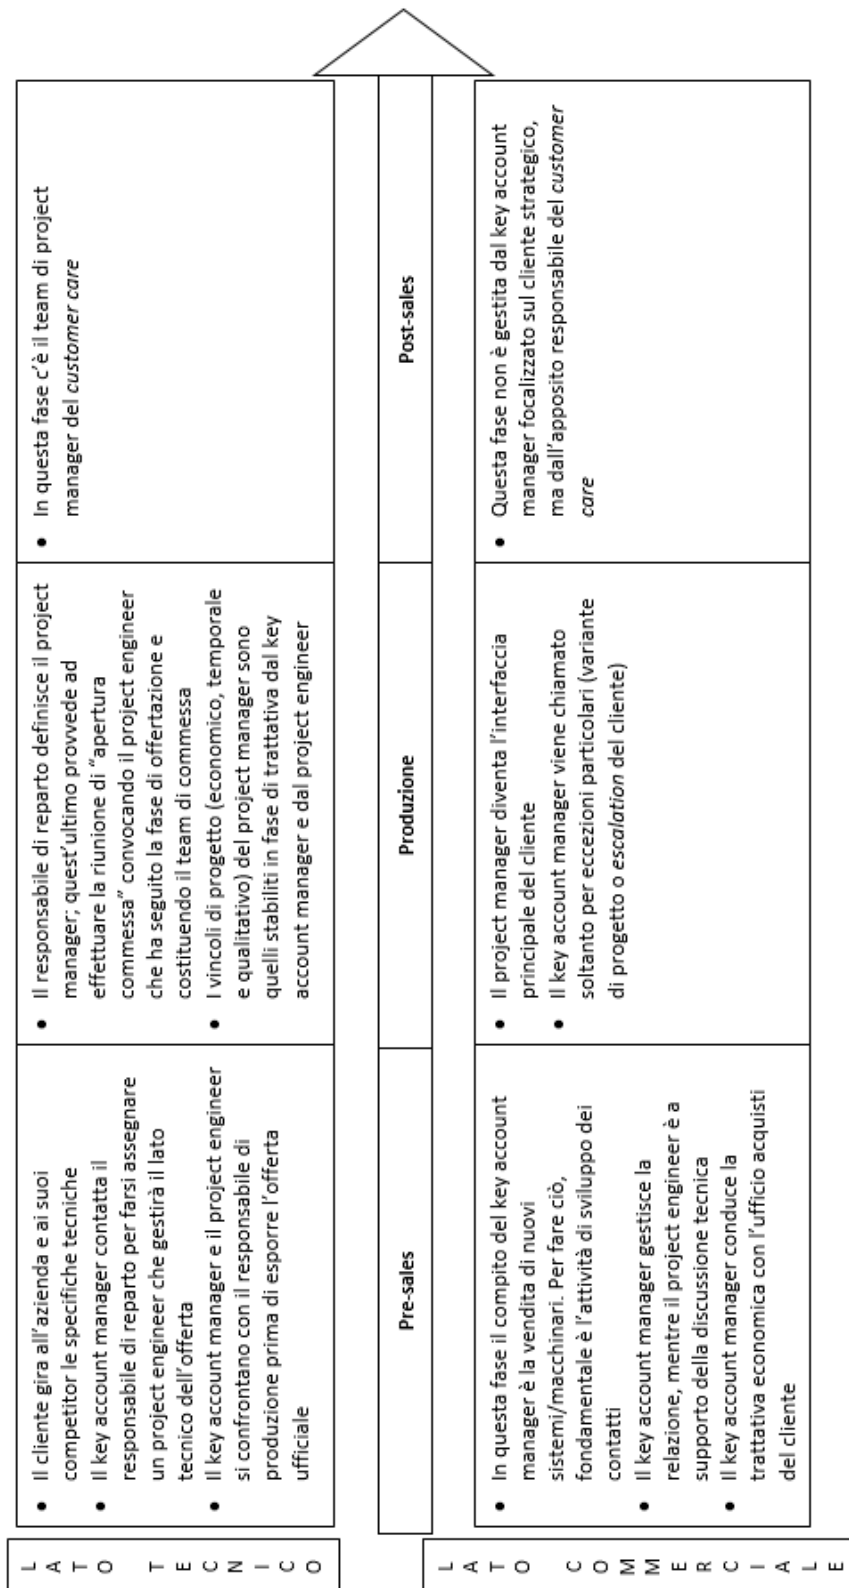 LATO TECNICO
● Il cliente gira all’azienda e ai suoi
competitor le specifiche tecniche
● Il key account manager contatta il
responsabile di reparto per farsi assegnare
un project engineer che gestirà il lato
tecnico dell’offerta
● Il key account manager e il project engineer
si confrontano con il responsabile di
produzione prima di esporre l’offerta
ufficiale
● Il responsabile di reparto definisce il project
manager; quest’ultimo provvede ad
effettuare la riunione di “apertura
commessa” convocando il project engineer
che ha seguito la fase di offertazione e
costituendo il team di commessa
● I vincoli di progetto (economico, temporale
e qualitativo) del project manager sono
quelli stabiliti in fase di trattativa dal key
account manager e dal project engineer
● In questa fase c’è il team di project
manager del customer care
Pre-sales
Produzione
Post-sales
LATO COMMERCIALE
● In questa fase il compito del key account
manager è la vendita di nuovi
sistemi/macchinari. Per fare ciò,
fondamentale è l’attività di sviluppo dei
contatti
● Il key account manager gestisce la
relazione, mentre il project engineer è a
supporto della discussione tecnica
● Il key account manager conduce la
trattativa economica con l’ufficio acquisti
del cliente
● Il project manager diventa l’interfaccia
principale del cliente
● Il key account manager viene chiamato
soltanto per eccezioni particolari (variante
di progetto o escalation del cliente)
● Questa fase non è gestita dal key account
manager focalizzato sul cliente strategico,
ma dall’apposito responsabile del customer
care